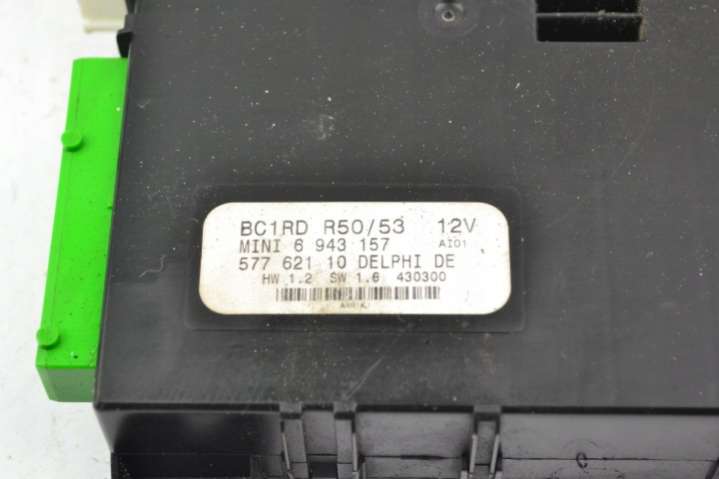 BC1RD R50/53 12V
MINI 6 943 157 AI01
577 621 10 DELPHI DE
HW 1.2 SW 1.6 430300
C